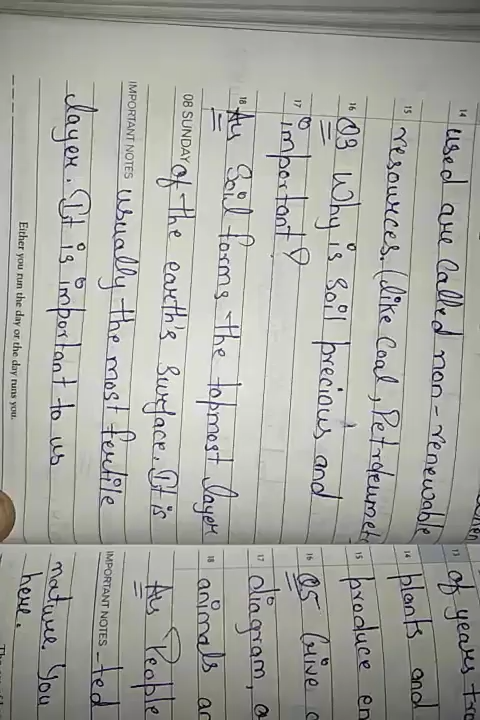 14 used are called non-renewable
15 resources. (like Coal, Petroleum etc
16 Q3 Why is Soil precious and
17 important?
18 Ans Soil forms the topmost layer
08 SUNDAY of the earth's Surface. It is
IMPORTANT NOTES usually the most fertile
layer. It is important to us
Either you run the day or the day runs you.
13 of years
14 plants and
15 produce en
16 Q5 Give
17 diagram, a
18 animals an
Ans People
IMPORTANT NOTES -ted
nature. You
here.